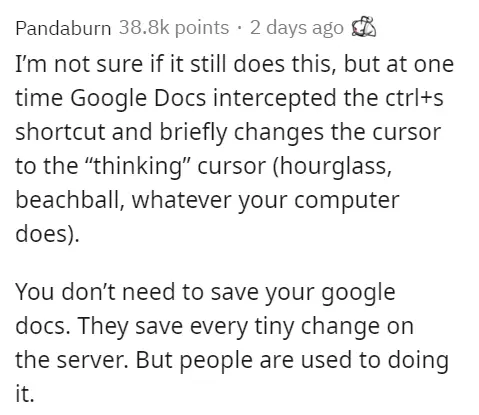 Pandaburn 38.8k points · 2 days ago
I’m not sure if it still does this, but at one
time Google Docs intercepted the ctrl+s
shortcut and briefly changes the cursor
to the “thinking” cursor (hourglass,
beachball, whatever your computer
does).
You don’t need to save your google
docs. They save every tiny change on
the server. But people are used to doing
it.